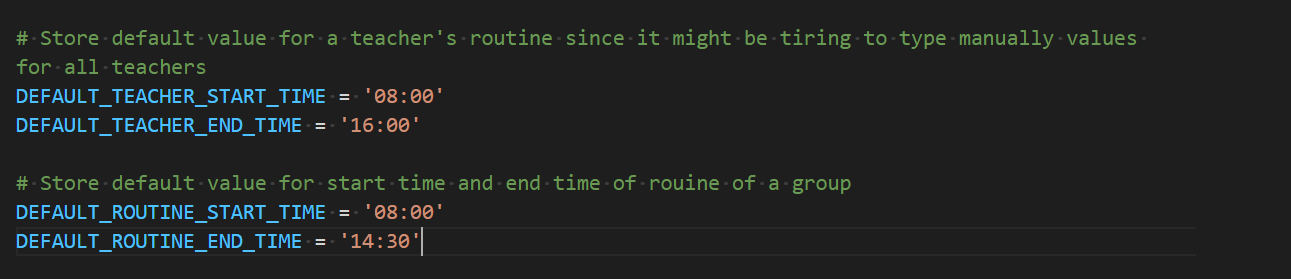 # Store default value for a teacher's routine since it might be tiring to type manually values
for all teachers
DEFAULT_TEACHER_START_TIME = '08:00'
DEFAULT_TEACHER_END_TIME = '16:00'
# Store default value for start time and end time of rouine of a group
DEFAULT_ROUTINE_START_TIME = '08:00'
DEFAULT_ROUTINE_END_TIME = '14:30'